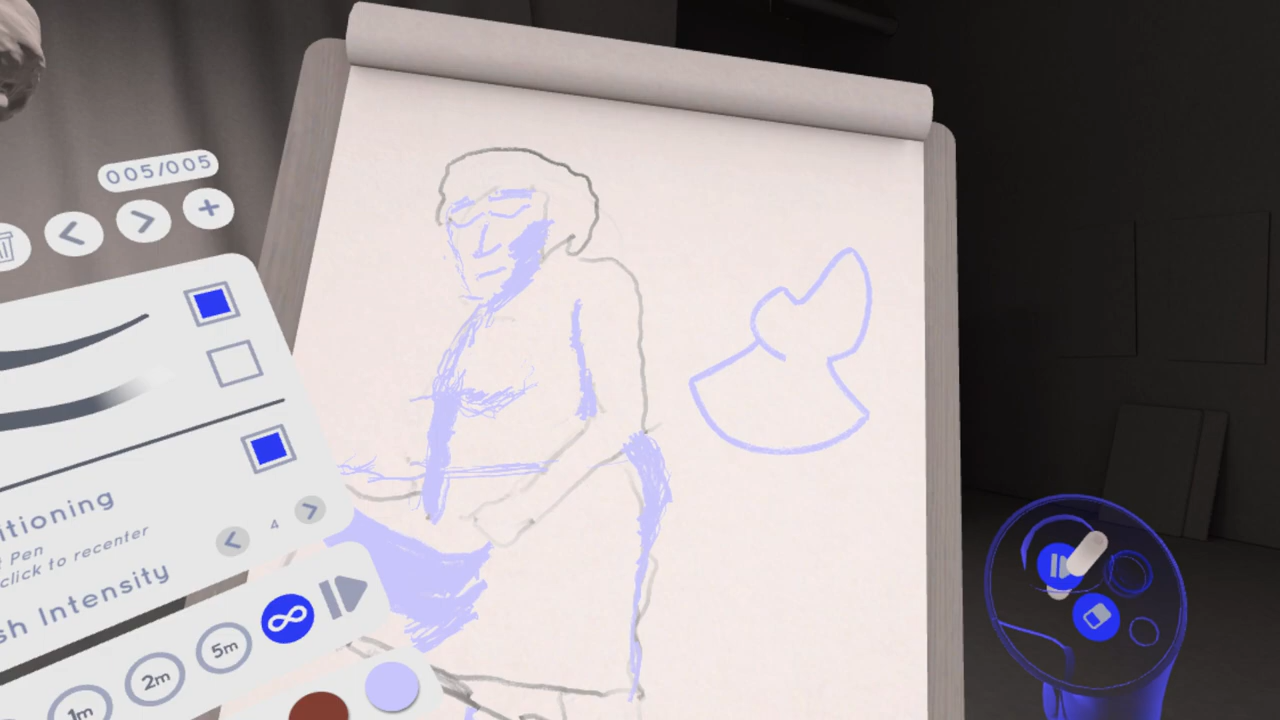 005/005
itioning
t Pen
click to recenter
4
sh Intensity
1m
2m
5m
∞